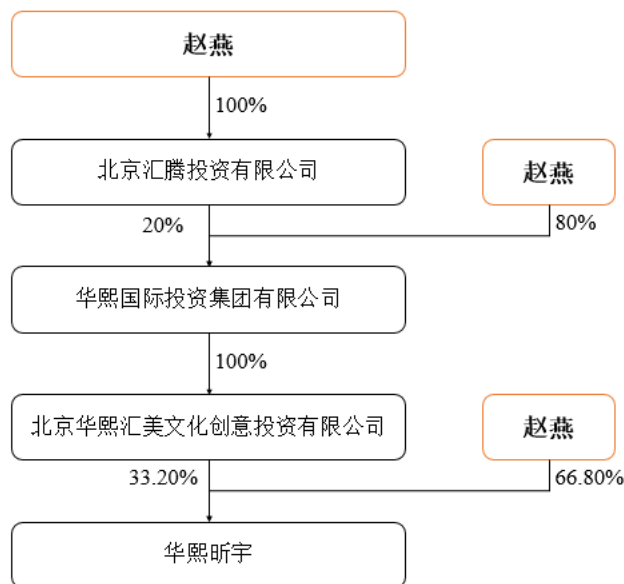 赵燕
100%
北京汇腾投资有限公司
赵燕
20%
80%
华熙国际投资集团有限公司
100%
北京华熙汇美文化创意投资有限公司
赵燕
33.20%
66.80%
华熙昕宇